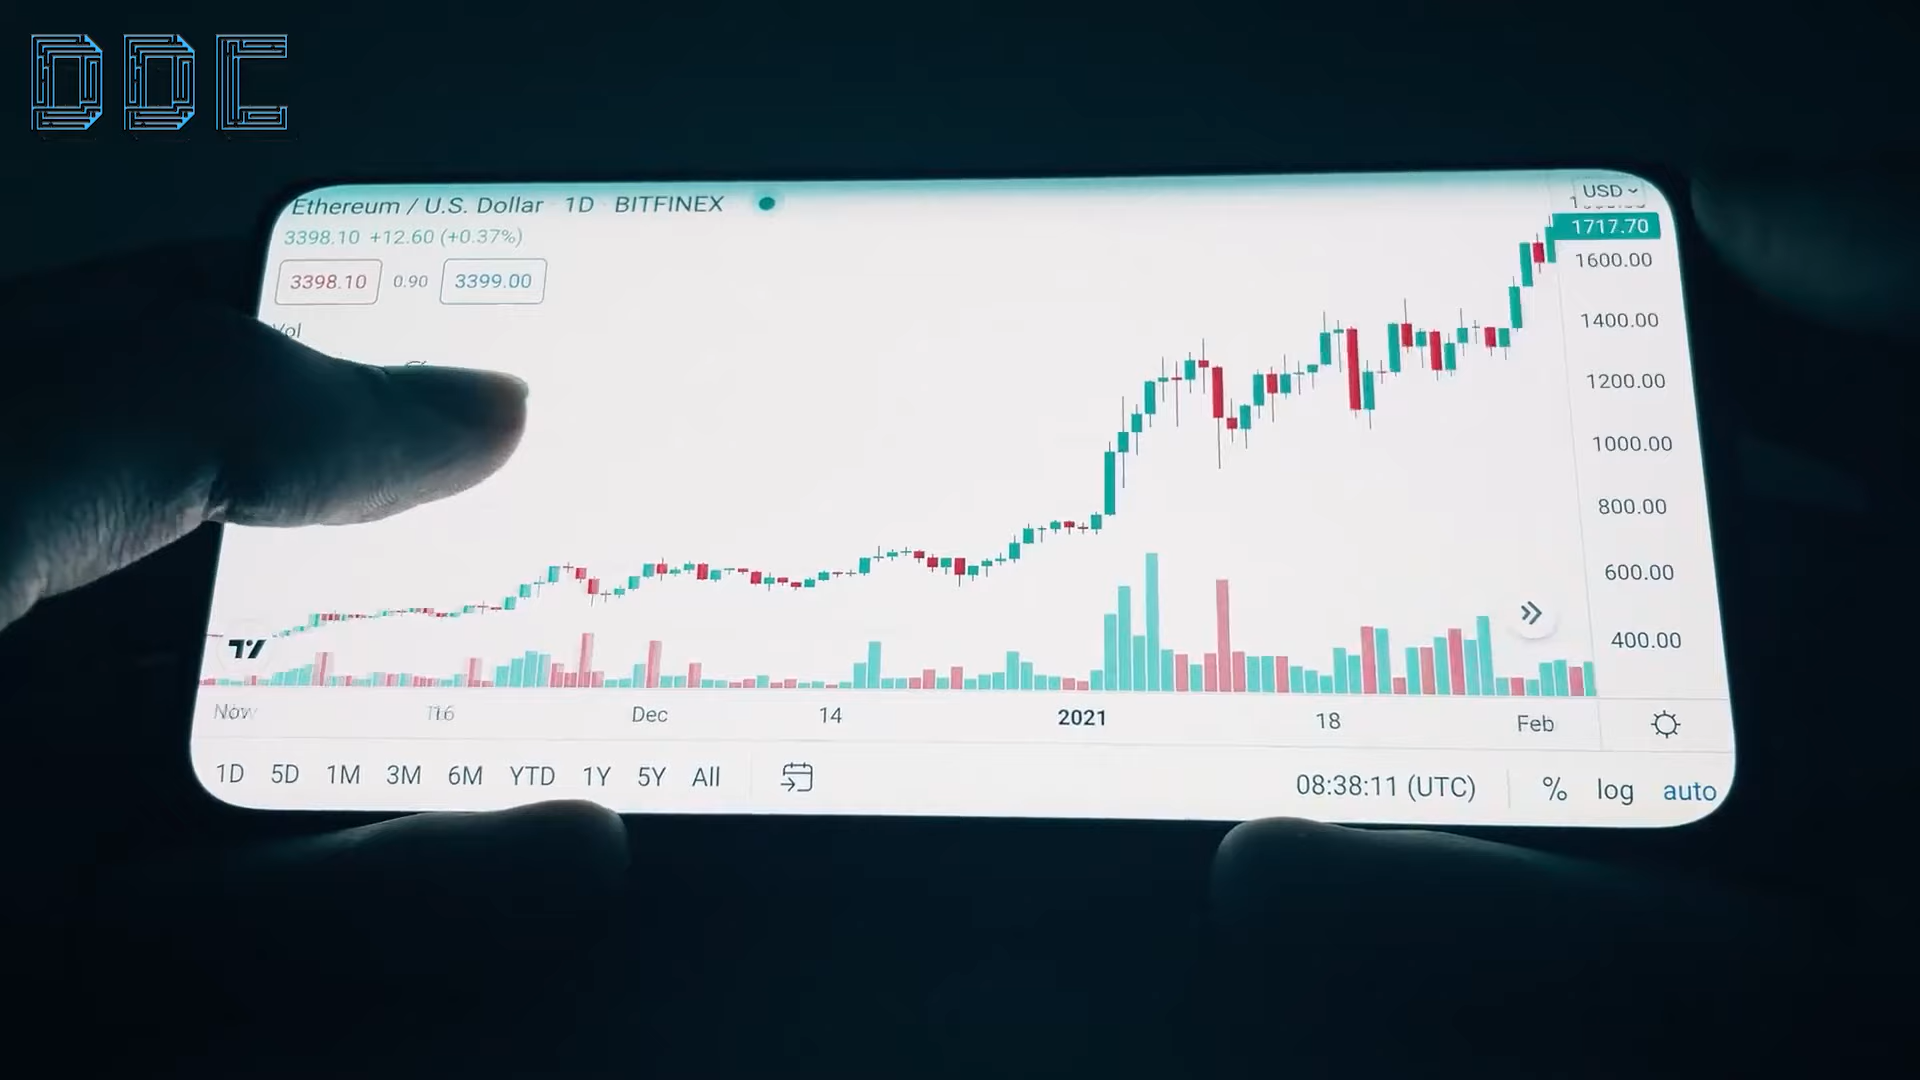 DDC
Ethereum / U.S. Dollar 1D BITFINEX
USD
3398.10 +12.60 (+0.37%)
1717.70
3398.10 0.90 3399.00
1600.00
Vol
1400.00
1200.00
1000.00
800.00
600.00
400.00
Nov 16 Dec 14 2021 18 Feb
1D 5D 1M 3M 6M YTD 1Y 5Y All
08:38:11 (UTC) % log auto